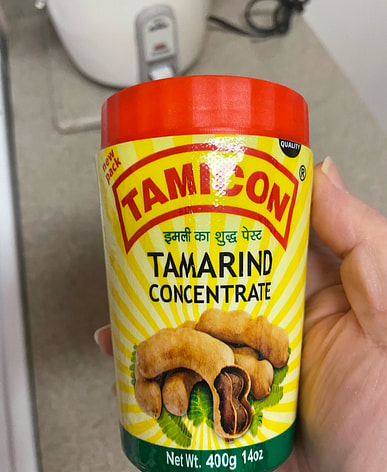 QUALITY
new
pack
TAMICON®
इमली का शुद्ध पेस्ट
TAMARIND
CONCENTRATE
Net Wt. 400g 14oz